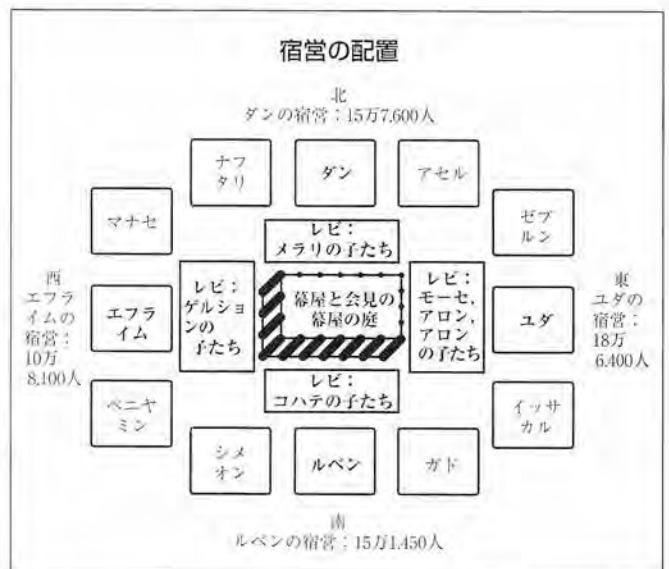 宿営の配置
北
ダンの宿営：15万7,600人
ナフ
タリ
ダン
アセル
マナセ
ゼブ
ルン
レビ：
メラリの子たち
西
エフラ
イムの
宿営：
10万
8,100人
エフラ
イム
レビ：
ゲルショ
ンの
子たち
幕屋と会見の
幕屋の庭
レビ：
モーセ，
アロン，
アロン
の子たち
ユダ
東
ユダの
宿営：
18万
6,400人
ベニヤ
ミン
レビ：
コハテの子たち
イッサ
カル
シメ
オン
ルベン
ガド
南
ルベンの宿営：15万1,450人